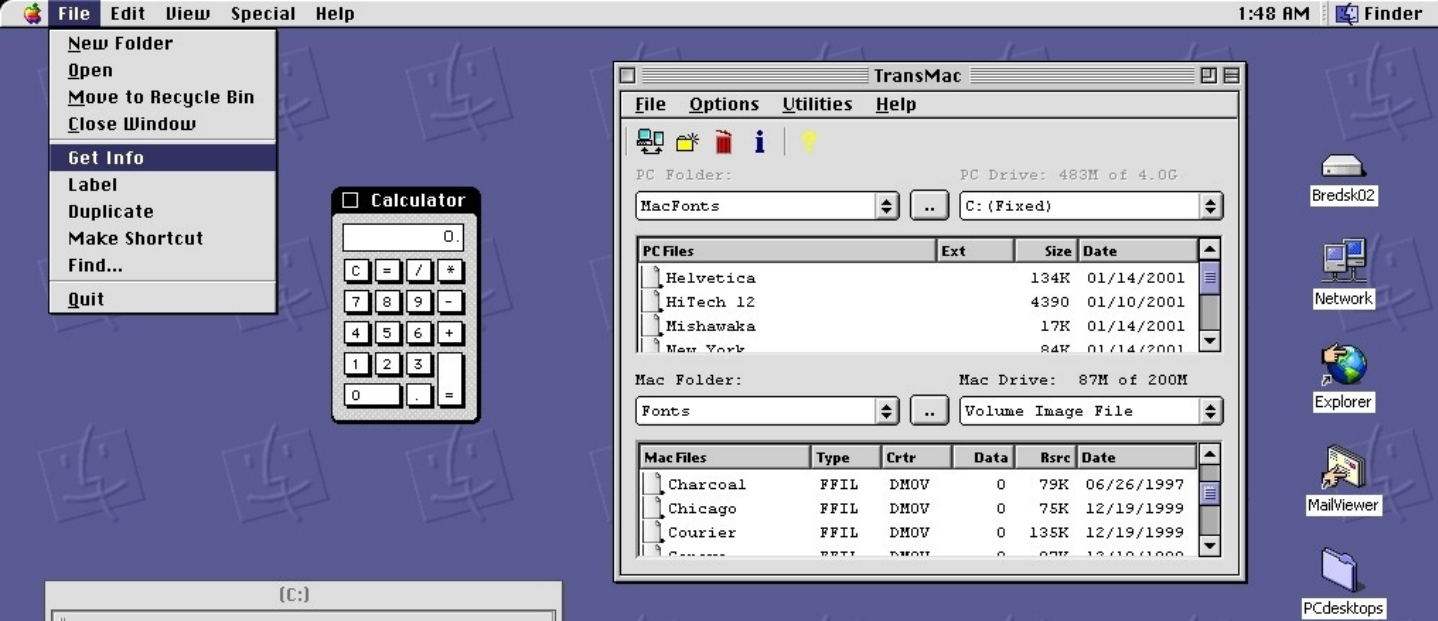 File Edit View Special Help
1:48 AM Finder
New Folder
Open
Move to Recycle Bin
Close Window
Get Info
Label
Duplicate
Make Shortcut
Find...
Quit
Calculator
0.
C = / *
7 8 9 -
4 5 6 +
1 2 3
0 . =
TransMac
File Options Utilities Help
i ?
PC Folder: PC Drive: 483M of 4.0G
MacFonts .. C: (Fixed)
PC Files Ext Size Date
Helvetica 134K 01/14/2001
HiTech 12 4390 01/10/2001
Mishawaka 17K 01/14/2001
New York 84K 01/14/2001
Mac Folder: Mac Drive: 87M of 200M
Fonts .. Volume Image File
Mac Files Type Crtr Data Rsrc Date
Charcoal FFIL DMOV 0 79K 06/26/1997
Chicago FFIL DMOV 0 75K 12/19/1999
Courier FFIL DMOV 0 135K 12/19/1999
Bredsk02
Network
Explorer
MailViewer
PCdesktops
(C:)